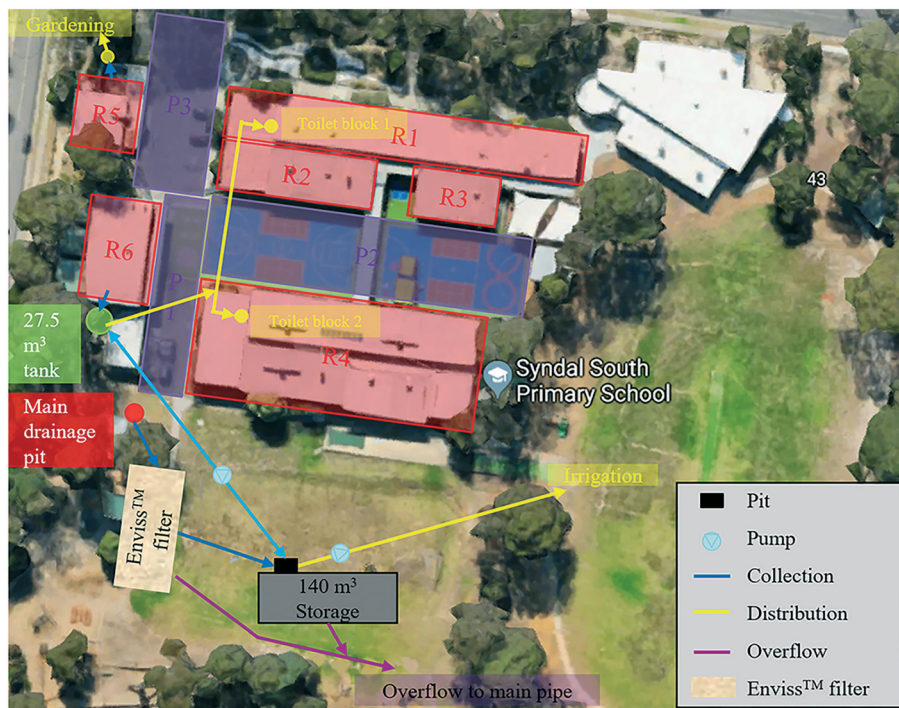 Gardening
R5
P3
Toilet block 1
R1
R2
R3
43
R6
P2
P
1
27.5
m³
tank
Toilet block 2
R4
Syndal South
Primary School
Main
drainage
pit
Enviss™
filter
Irrigation
140 m³
Storage
Overflow to main pipe
Pit
Pump
Collection
Distribution
Overflow
Enviss™ filter